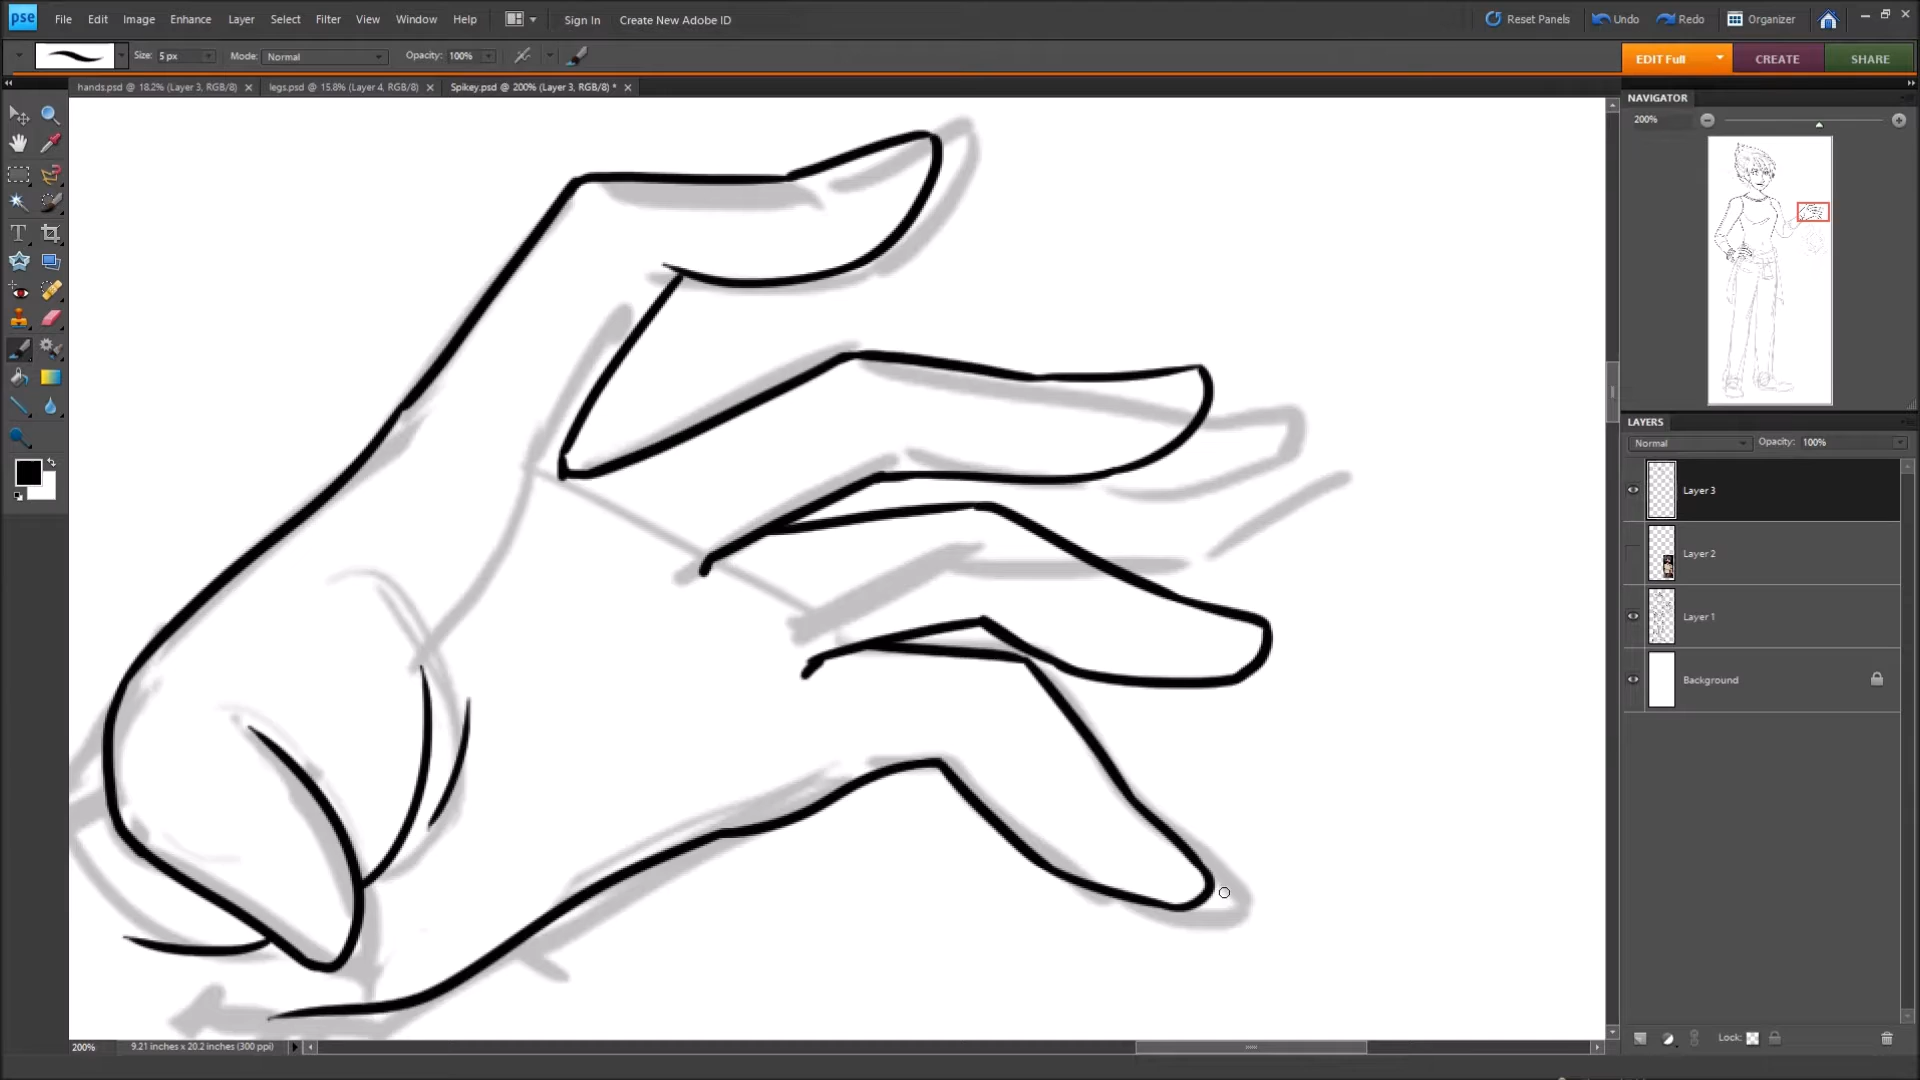 pse File Edit Image Enhance Layer Select Filter View Window Help Sign In Create New Adobe ID Reset Panels Undo Redo Organizer
Size: 5 px Mode: Normal Opacity: 100% EDIT Full CREATE SHARE
hands.psd @ 18.2% (Layer 3, RGB/8) legs.psd @ 15.8% (Layer 4, RGB/8) Spikey.psd @ 200% (Layer 3, RGB/8) *
NAVIGATOR
200%
LAYERS
Normal Opacity: 100%
Layer 3
Layer 2
Layer 1
Background
Lock:
200% 9.21 inches x 20.2 inches (300 ppi)